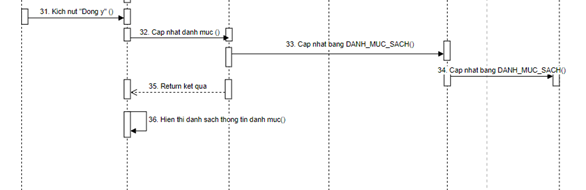 31. Kich nut "Dong y" ()
32. Cap nhat danh muc ()
33. Cap nhat bang DANH_MUC_SACH()
34. Cap nhat bang DANH_MUC_SACH()
35. Return ket qua
36. Hien thi danh sach thong tin danh muc()